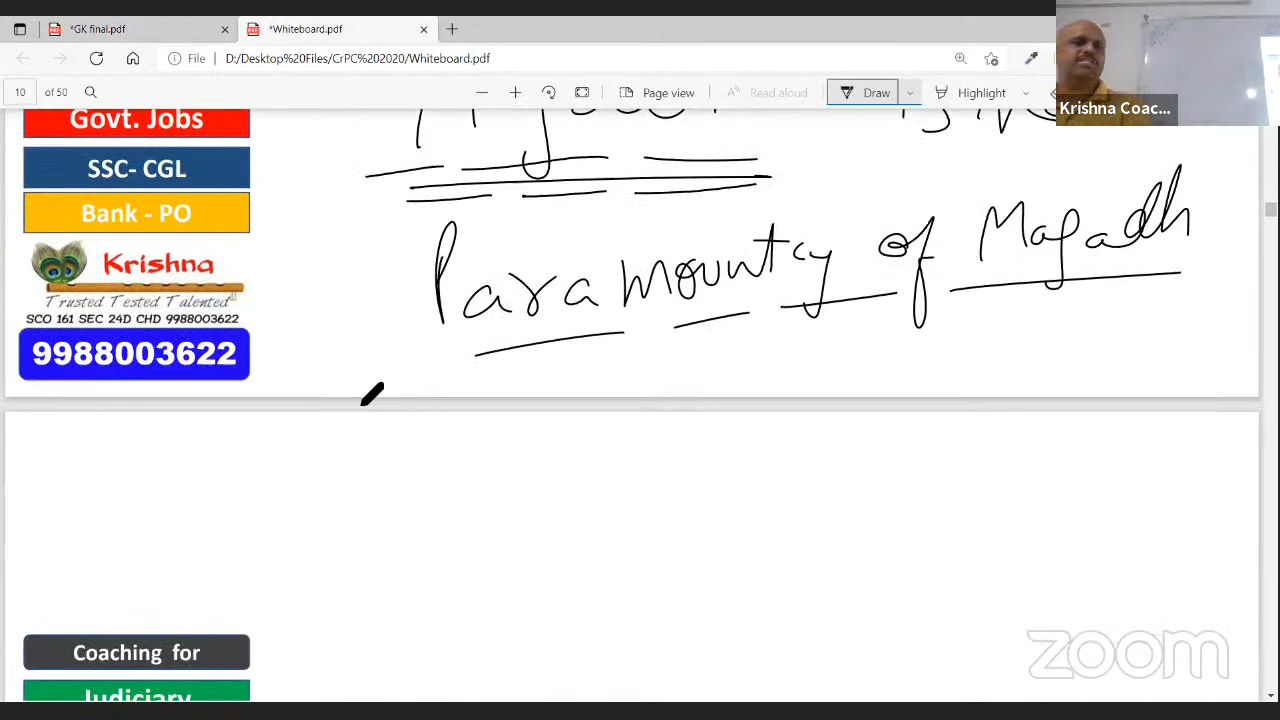 *GK final.pdf
*Whiteboard.pdf
File D:/Desktop%20Files/CrPC%202020/Whiteboard.pdf
10 of 50
Page view
Read aloud
Draw
Highlight
Krishna Coac...
Govt. Jobs
SSC- CGL
Bank - PO
Krishna
Trusted Tested Talented
SCO 161 SEC 24D CHD 9988003622
9988003622
Paramountcy of Magadh
Coaching for
Judiciary
zoom